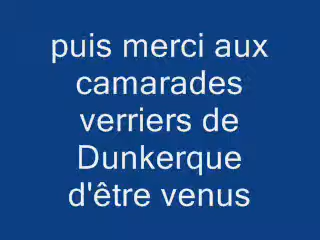 puis merci aux
camarades
verriers de
Dunkerque
d'être venus